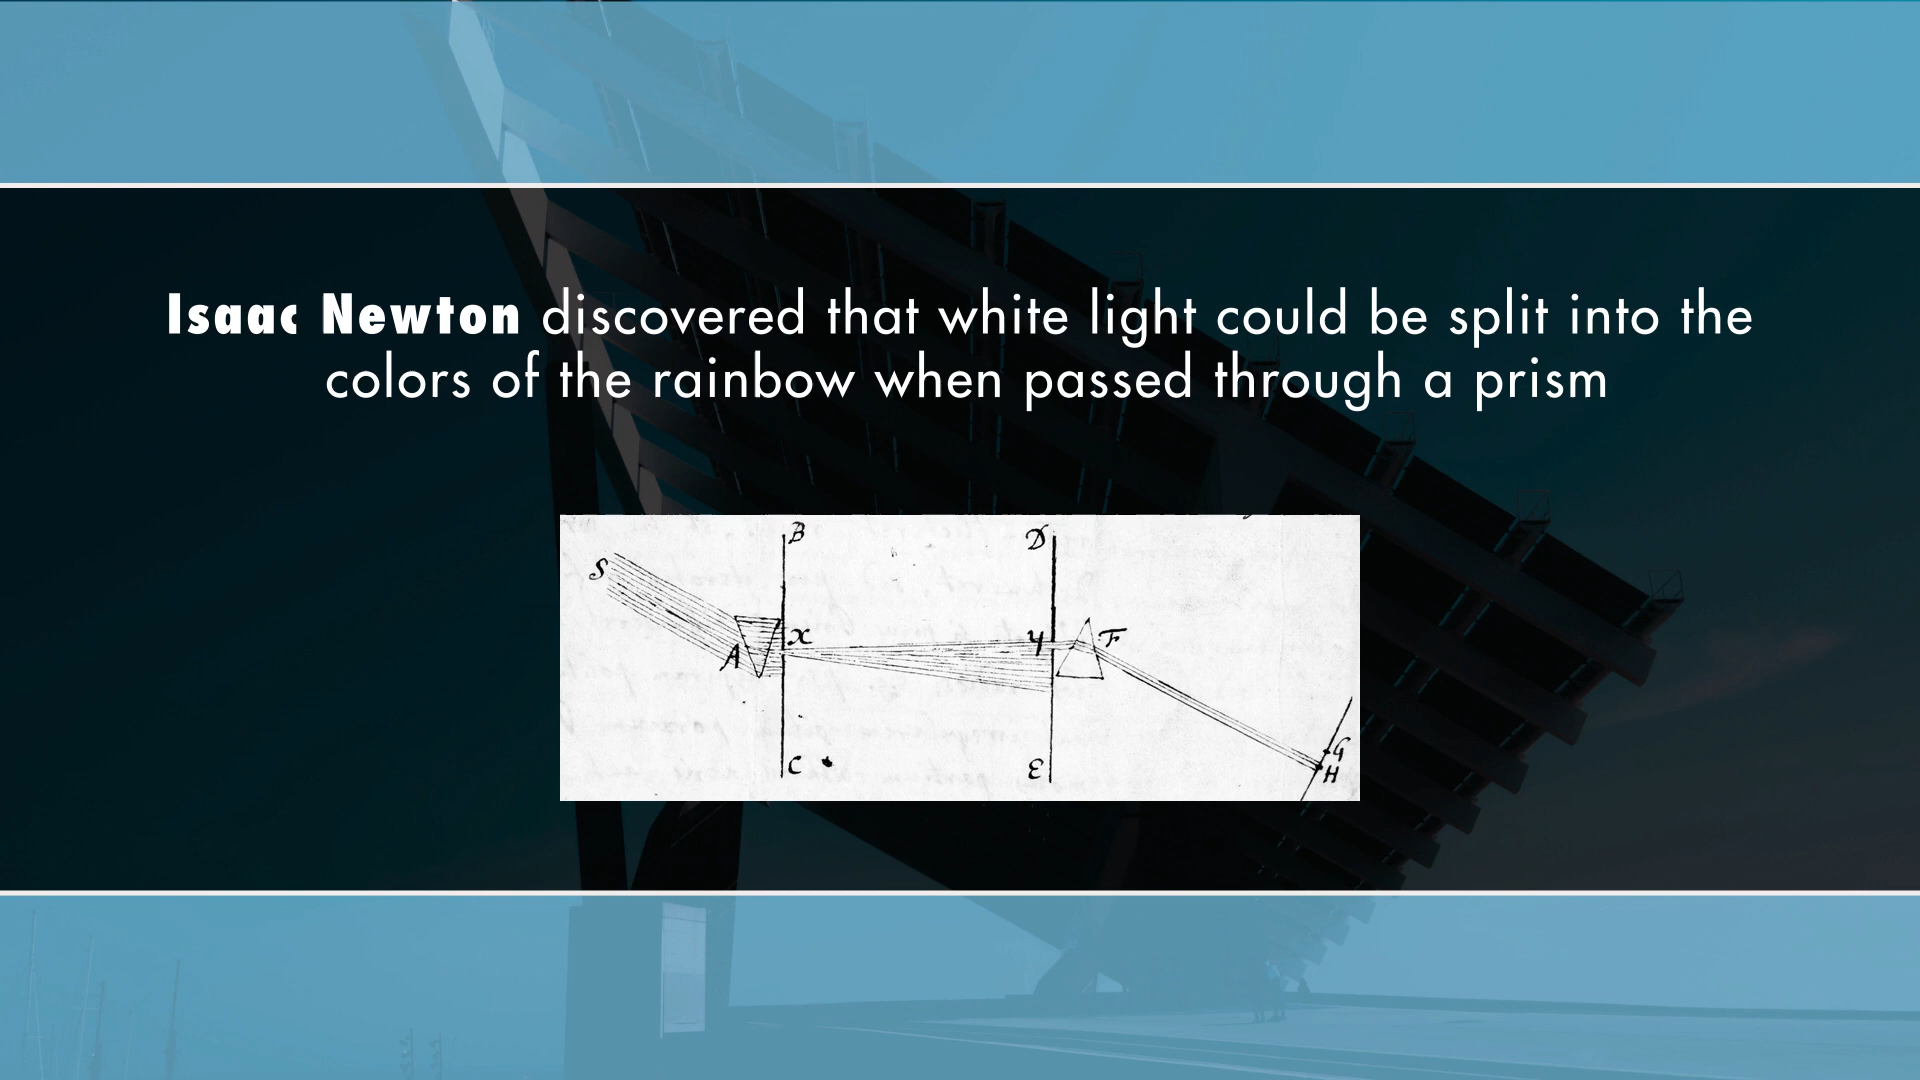 Isaac Newton discovered that white light could be split into the
colors of the rainbow when passed through a prism
B D
S
x y F
A
G
C E H